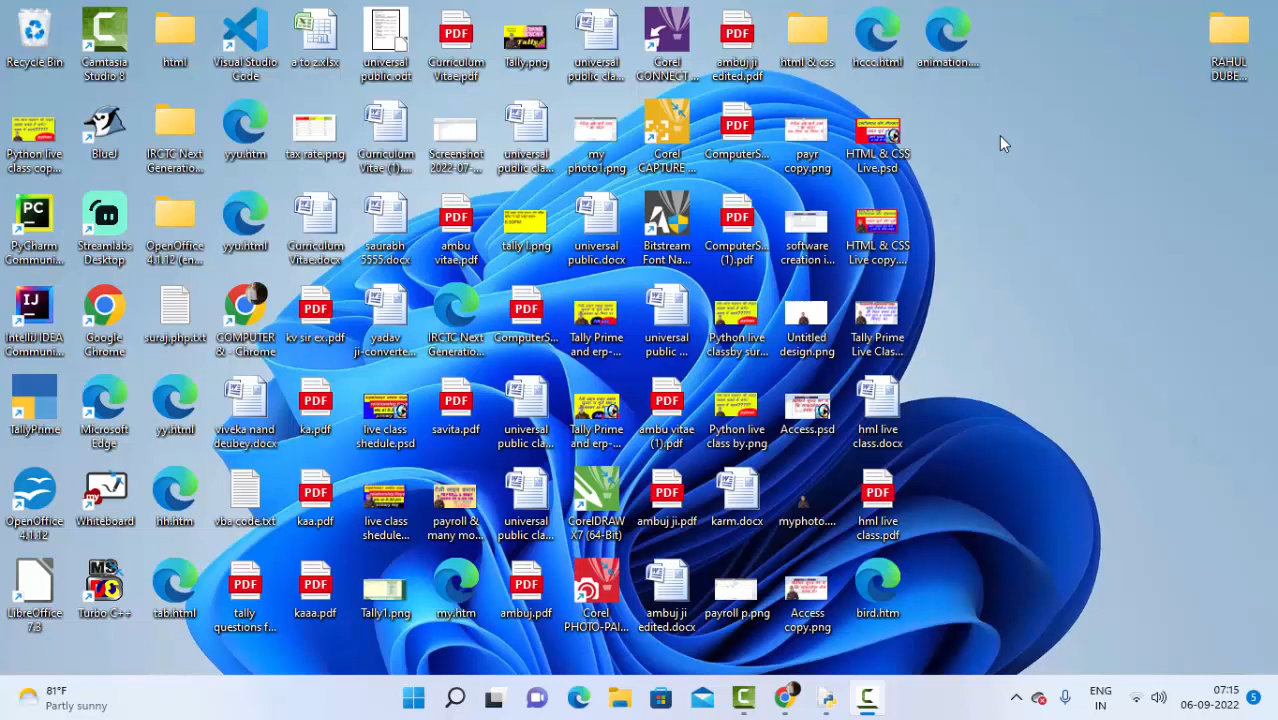 Recycle Bin
Camtasia
Studio 8
html
Visual Studio
Code
a to z.xlsx
universal
public.odt
Curriculum
Vitae.pdf
Tally.png
universal
public cla...
Corel
CONNECT ...
ambuj ji
edited.pdf
html & css
hccc.html
animation....
RAHUL
DUBE...
Python live
class cop...
BlueJ
IRCTC Next
Generatio...
yyu.htm
tax rate.png
Curriculum
Vitae (1)....
Screenshot
2022-07-...
universal
public cla...
my
photo1.png
Corel
CAPTURE ...
ComputerS...
payr
copy.png
HTML & CSS
Live.psd
PyCharm
Communi...
Streamlabs
Desktop
OpenOffice
4.1.12 (en...
yyu.html
Curriculum
Vitae.docx
saurabh
5555.docx
ambu
vitae.pdf
tally l.png
universal
public.docx
Bitstream
Font Na...
ComputerS...
(1).pdf
software
creation i...
HTML & CSS
Live copy....
IntelliJ IDEA
Communi...
Google
Chrome
suraj.php.txt
COMPUTER
& - Chrome
kv sir ex.pdf
yadav
ji-converte...
IRCTC Next
Generatio...
ComputerS...
Tally Prime
and erp-...
universal
public ...
Python live
classby sur...
Untitled
design.png
Tally Prime
Live Clas...
TallyPrime
Microsoft
Edge
yy.html
viveka nand
deubey.docx
ka.pdf
live class
shedule.psd
savita.pdf
universal
public cla...
Tally Prime
and erp-...
ambu vitae
(1).pdf
Python live
class by.png
Access.psd
hml live
class.docx
OpenOffice
4.1.12
Whiteboard
hh.htm
vba code.txt
kaa.pdf
live class
shedule...
payroll &
many mo...
universal
public cla...
CorelDRAW
X7 (64-Bit)
ambuj ji.pdf
karm.docx
myphoto....
hml live
class.pdf
LibreOffice
7.3
Turbo C++
tab.html
tally
questions f...
kaaa.pdf
Tally1.png
my.htm
ambuj.pdf
Corel
PHOTO-PAI...
ambuj ji
edited.docx
payroll p.png
Access
copy.png
bird.htm
81°F
Partly sunny
ENG
IN
07:15
06-09-2022
5